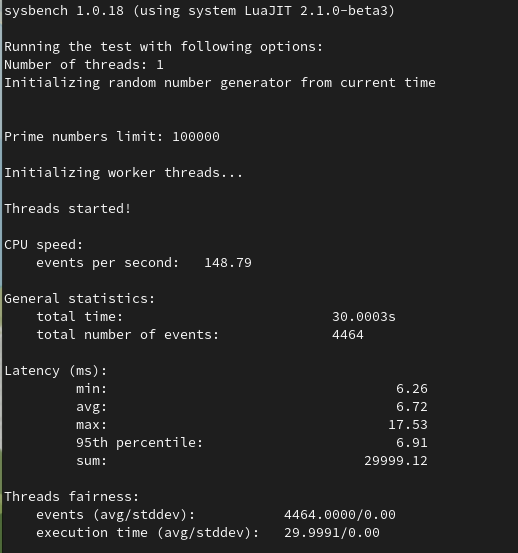 sysbench 1.0.18 (using system LuaJIT 2.1.0-beta3)
Running the test with following options:
Number of threads: 1
Initializing random number generator from current time
Prime numbers limit: 100000
Initializing worker threads...
Threads started!
CPU speed:
events per second: 148.79
General statistics:
total time: 30.0003s
total number of events: 4464
Latency (ms):
min: 6.26
avg: 6.72
max: 17.53
95th percentile: 6.91
sum: 29999.12
Threads fairness:
events (avg/stddev): 4464.0000/0.00
execution time (avg/stddev): 29.9991/0.00